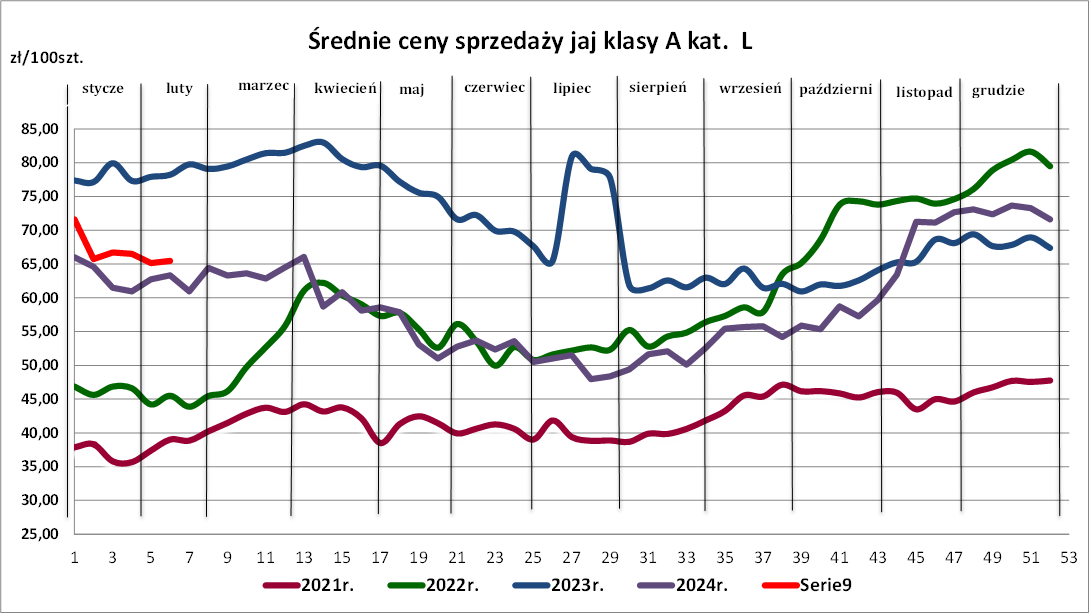 Średnie ceny sprzedaży jaj klasy A kat. L
zł/100szt.
stycze luty marzec kwiecień maj czerwiec lipiec sierpień wrzesień październi listopad grudzie
85,00
80,00
75,00
70,00
65,00
60,00
55,00
50,00
45,00
40,00
35,00
30,00
25,00
1 3 5 7 9 11 13 15 17 19 21 23 25 27 29 31 33 35 37 39 41 43 45 47 49 51 53
2021r. 2022r. 2023r. 2024r. Serie9